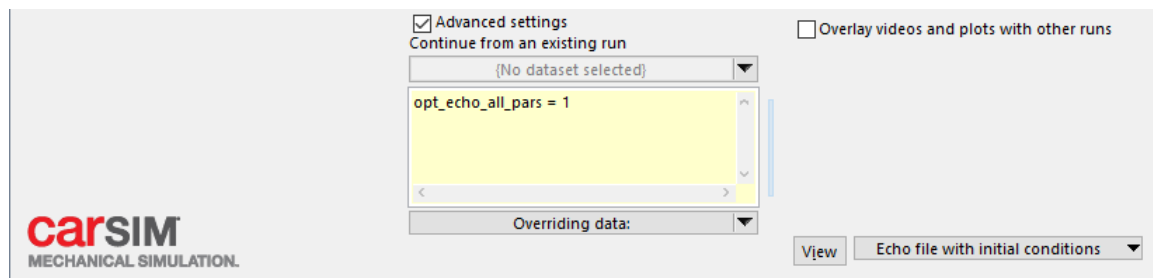 Advanced settings
Continue from an existing run
{No dataset selected}
opt_echo_all_pars = 1
Overriding data:
Overlay videos and plots with other runs
View
Echo file with initial conditions
carSIM
MECHANICAL SIMULATION.